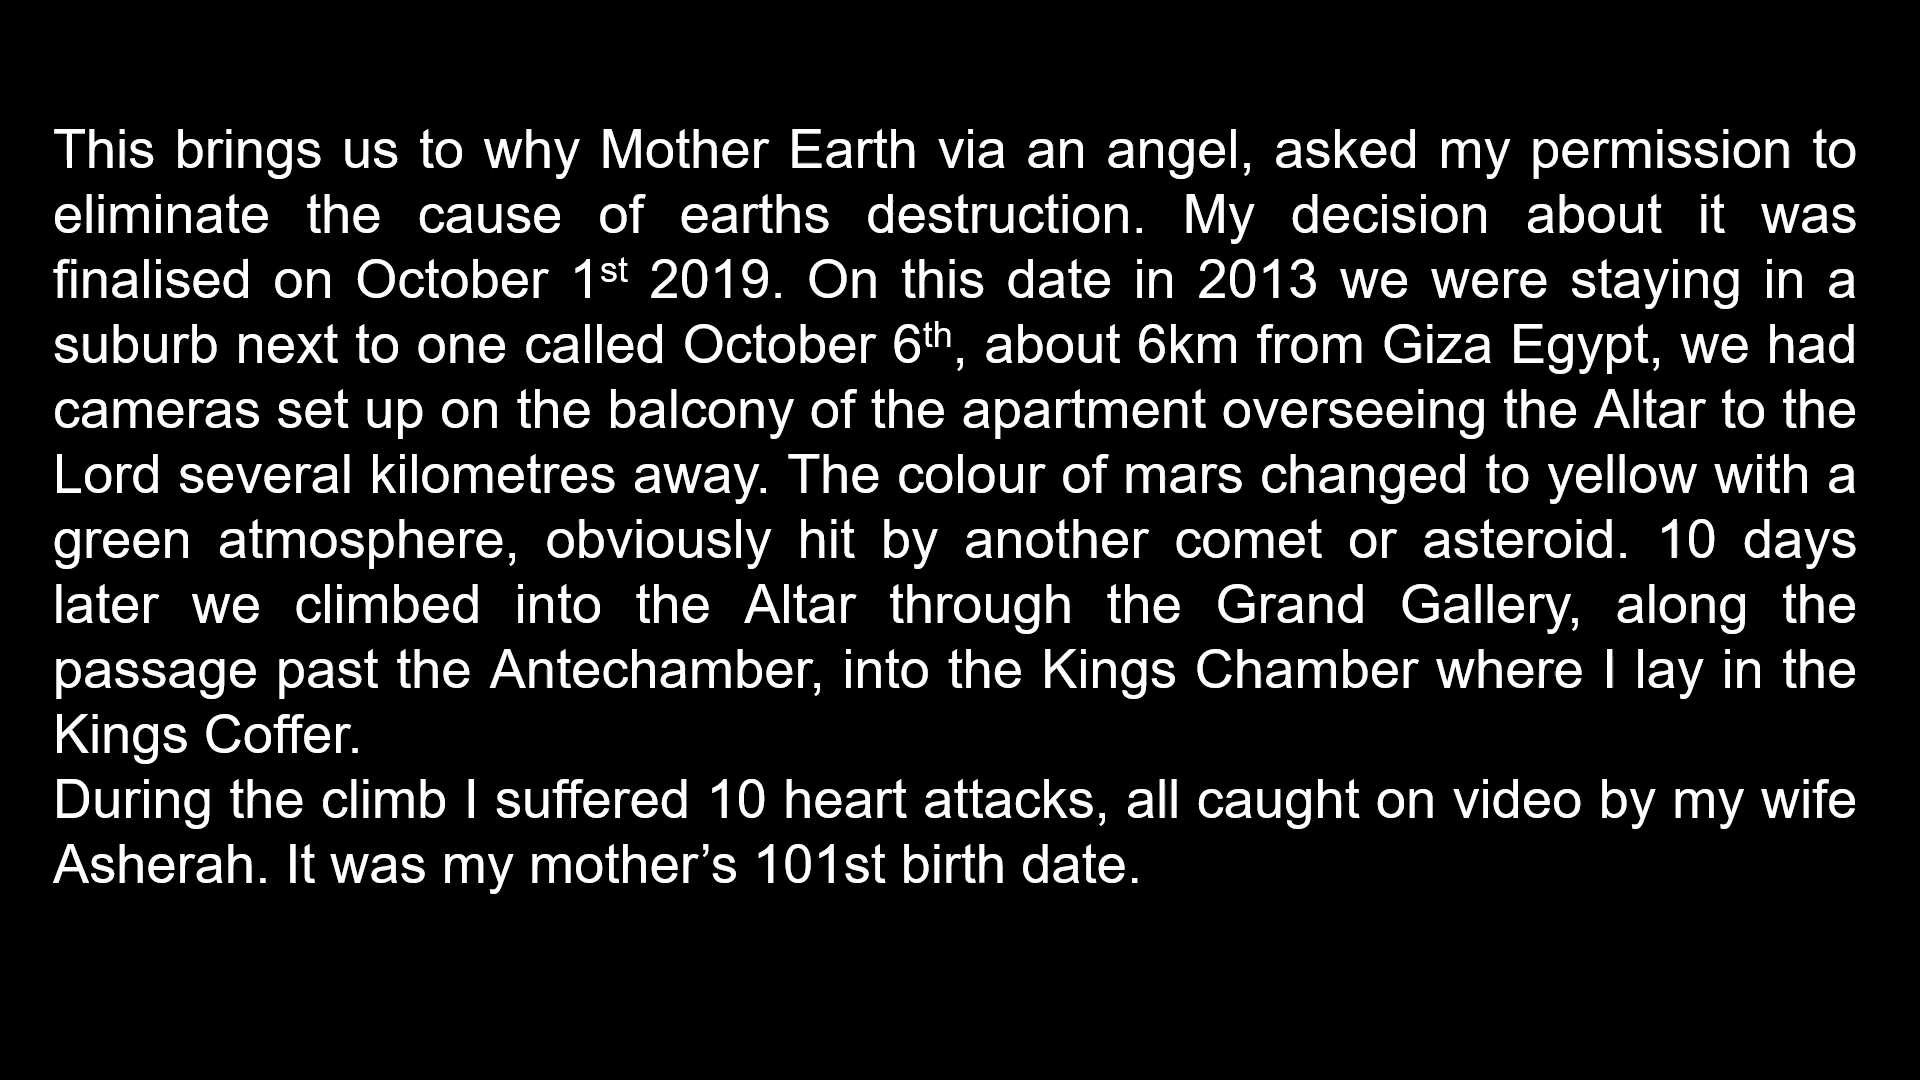 This brings us to why Mother Earth via an angel, asked my permission to
eliminate the cause of earths destruction. My decision about it was
finalised on October 1st 2019. On this date in 2013 we were staying in a
suburb next to one called October 6th, about 6km from Giza Egypt, we had
cameras set up on the balcony of the apartment overseeing the Altar to the
Lord several kilometres away. The colour of mars changed to yellow with a
green atmosphere, obviously hit by another comet or asteroid. 10 days
later we climbed into the Altar through the Grand Gallery, along the
passage past the Antechamber, into the Kings Chamber where I lay in the
Kings Coffer.
During the climb I suffered 10 heart attacks, all caught on video by my wife
Asherah. It was my mother’s 101st birth date.